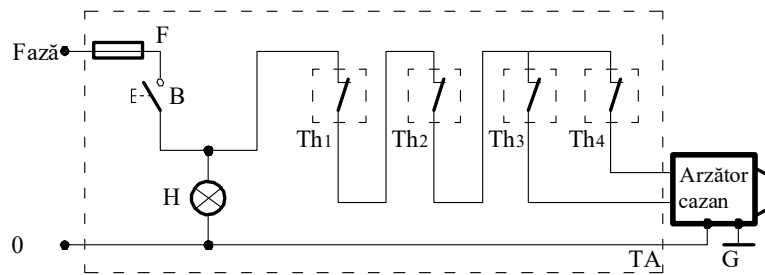 Fază
F
B
Th1
Th2
Th3
Th4
H
Arzător
cazan
0
TA
G